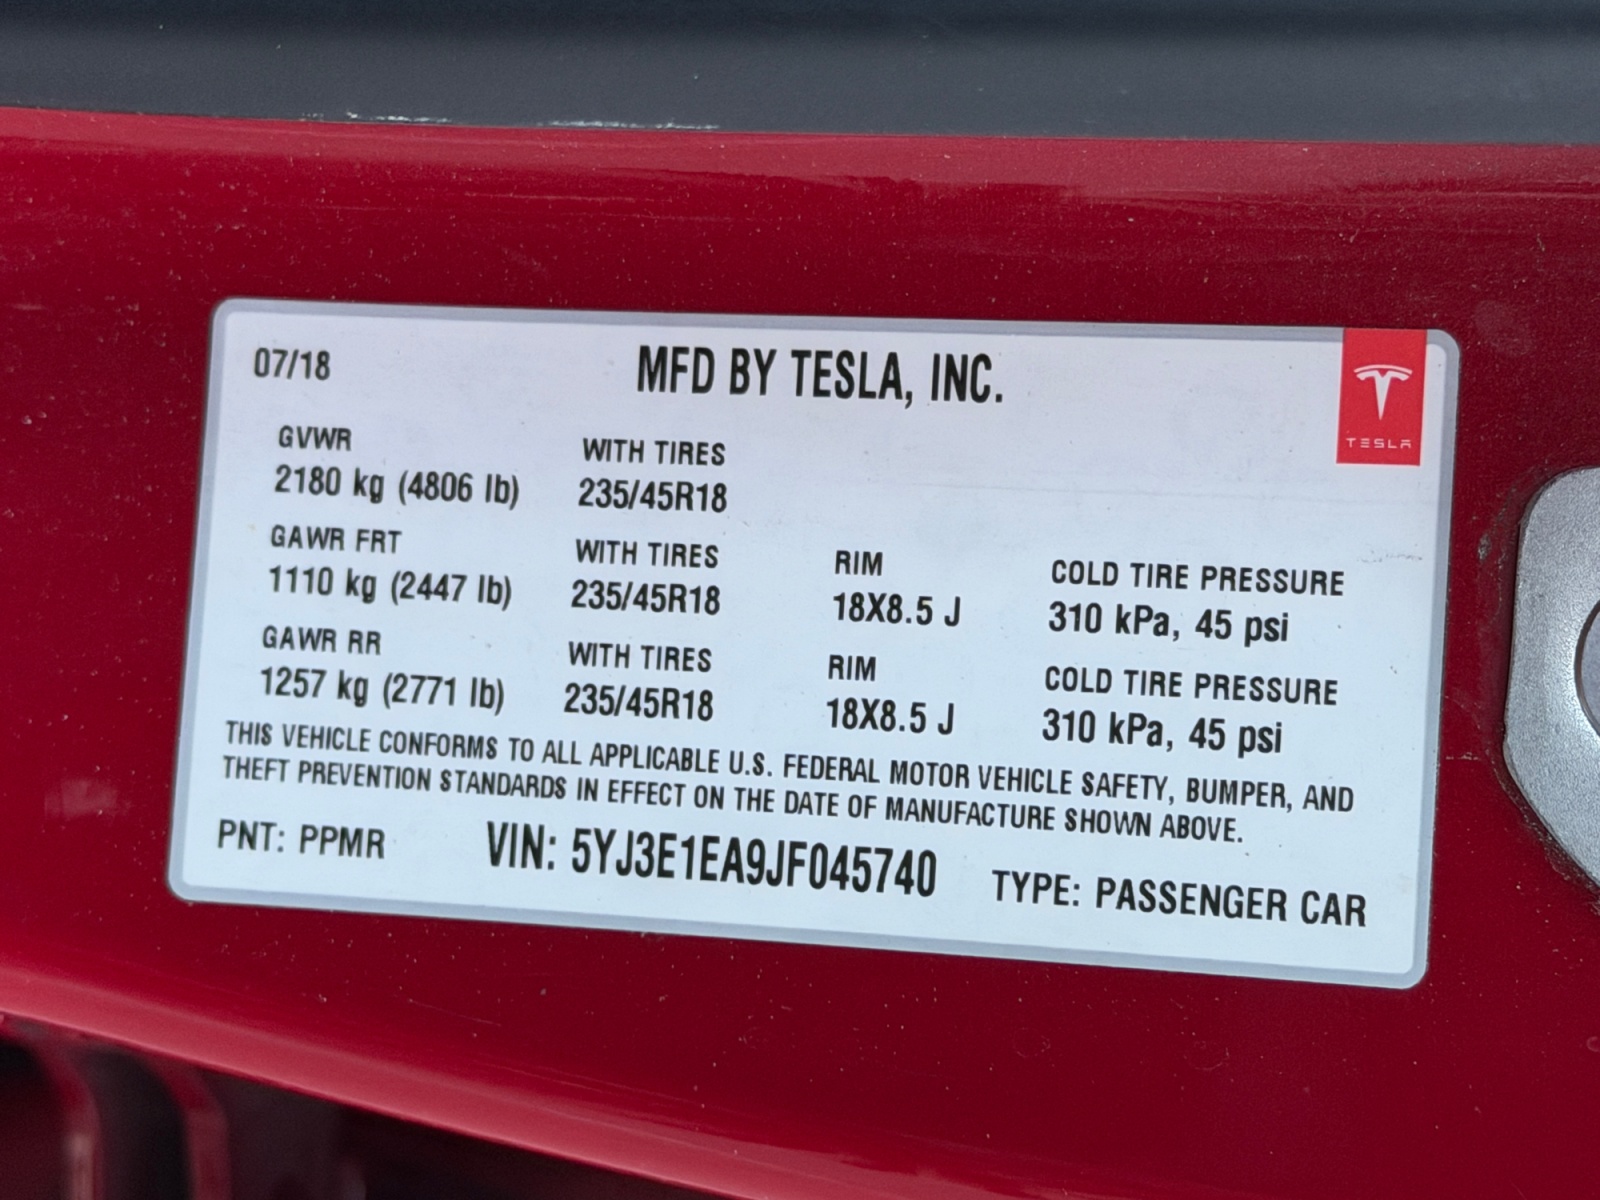 07/18
MFD BY TESLA, INC.
TESLA
GVWR
2180 kg (4806 lb)
WITH TIRES
235/45R18
GAWR FRT
1110 kg (2447 lb)
WITH TIRES
235/45R18
RIM
18X8.5 J
COLD TIRE PRESSURE
310 kPa, 45 psi
GAWR RR
1257 kg (2771 lb)
WITH TIRES
235/45R18
RIM
18X8.5 J
COLD TIRE PRESSURE
310 kPa, 45 psi
THIS VEHICLE CONFORMS TO ALL APPLICABLE U.S. FEDERAL MOTOR VEHICLE SAFETY, BUMPER, AND
THEFT PREVENTION STANDARDS IN EFFECT ON THE DATE OF MANUFACTURE SHOWN ABOVE.
PNT: PPMR
VIN: 5YJ3E1EA9JF045740
TYPE: PASSENGER CAR